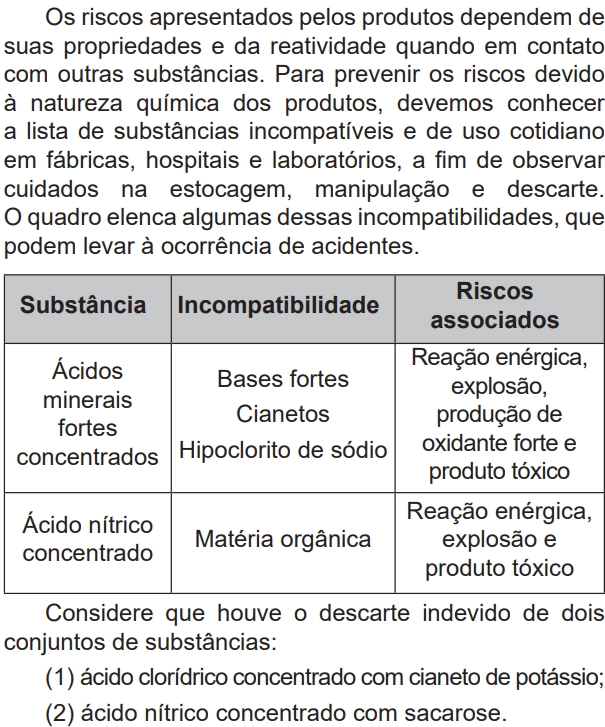 Os riscos apresentados pelos produtos dependem de
suas propriedades e da reatividade quando em contato
com outras substâncias. Para prevenir os riscos devido
à natureza química dos produtos, devemos conhecer
a lista de substâncias incompatíveis e de uso cotidiano
em fábricas, hospitais e laboratórios, a fim de observar
cuidados na estocagem, manipulação e descarte.
O quadro elenca algumas dessas incompatibilidades, que
podem levar à ocorrência de acidentes.
Substância
Incompatibilidade
Riscos
associados
Ácidos
minerais
fortes
concentrados
Bases fortes
Cianetos
Hipoclorito de sódio
Reação enérgica,
explosão,
produção de
oxidante forte e
produto tóxico
Ácido nítrico
concentrado
Matéria orgânica
Reação enérgica,
explosão e
produto tóxico
Considere que houve o descarte indevido de dois
conjuntos de substâncias:
(1) ácido clorídrico concentrado com cianeto de potássio;
(2) ácido nítrico concentrado com sacarose.